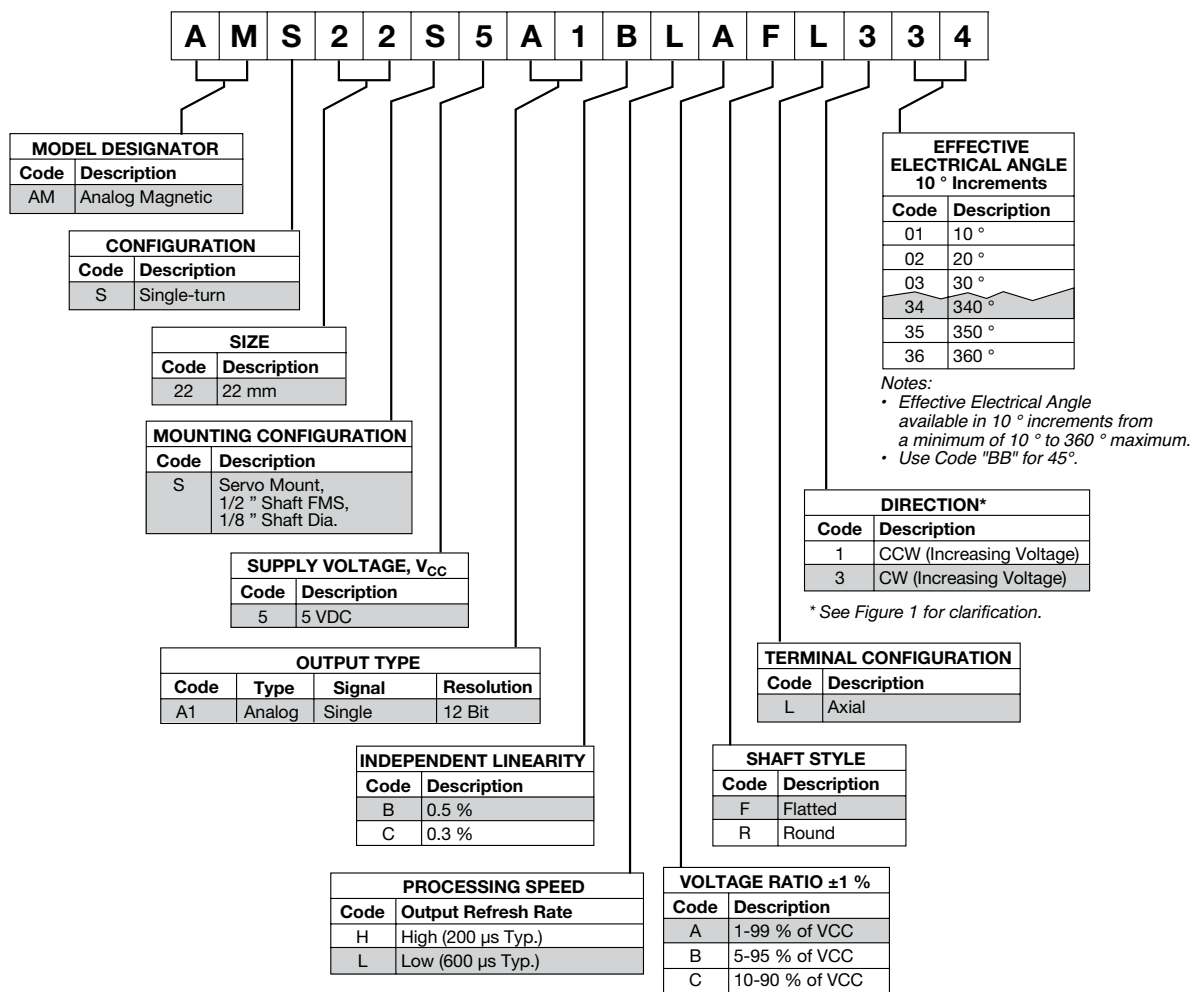 A M S 2 2 S 5 A 1 B L A F L 3 3 4
MODEL DESIGNATOR
Code Description
AM Analog Magnetic
CONFIGURATION
Code Description
S Single-turn
SIZE
Code Description
22 22 mm
MOUNTING CONFIGURATION
Code Description
S Servo Mount,
1/2 " Shaft FMS,
1/8 " Shaft Dia.
SUPPLY VOLTAGE, VCC
Code Description
5 5 VDC
OUTPUT TYPE
Code Type Signal Resolution
A1 Analog Single 12 Bit
INDEPENDENT LINEARITY
Code Description
B 0.5 %
C 0.3 %
PROCESSING SPEED
Code Output Refresh Rate
H High (200 µs Typ.)
L Low (600 µs Typ.)
VOLTAGE RATIO ±1 %
Code Description
A 1-99 % of VCC
B 5-95 % of VCC
C 10-90 % of VCC
SHAFT STYLE
Code Description
F Flatted
R Round
TERMINAL CONFIGURATION
Code Description
L Axial
DIRECTION*
Code Description
1 CCW (Increasing Voltage)
3 CW (Increasing Voltage)
* See Figure 1 for clarification.
EFFECTIVE
ELECTRICAL ANGLE
10 ° Increments
Code Description
01 10 °
02 20 °
03 30 °
34 340 °
35 350 °
36 360 °
Notes:
• Effective Electrical Angle
available in 10 ° increments from
a minimum of 10 ° to 360 ° maximum.
• Use Code "BB" for 45°.